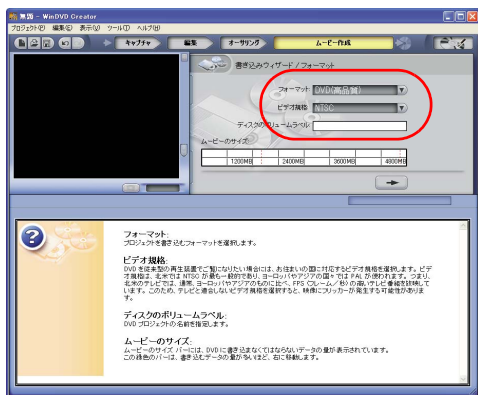 無題 - WinDVD Creator
プロジェクト(P) 編集(E) 表示(V) ツール(T) ヘルプ(H)
キャプチャ 編集 オーサリング ムービー作成
書き込みウィザード / フォーマット
フォーマット: DVD(高品質)
ビデオ規格: NTSC
ディスクのボリュームラベル:
ムービーのサイズ:
1200MB 2400MB 3600MB 4800MB
フォーマット:
プロジェクトを書き込むフォーマットを選択します。
ビデオ規格:
DVD を従来型の再生装置でご覧になりたい場合には、お住まいの国に対応するビデオ規格を選択します。ビデ
オ規格は、北米では NTSC が最も一般的であり、ヨーロッパやアジアの国々では PAL が使われます。つまり、
北米のテレビでは、通常、ヨーロッパやアジアのものに比べ、FPS (フレーム／秒) の高いテレビ番組を放映して
います。このため、テレビと適合しないビデオ規格を選択すると、映像にフリッカーが発生する可能性がありま
す。
ディスクのボリュームラベル:
DVD プロジェクトの名前を指定します。
ムービーのサイズ:
ムービーのサイズ バーには、DVD に書き込まなくてはならないデータの量が表示されています。
この緑色のバーは、書き込むデータの量が多いほど、右に移動します。